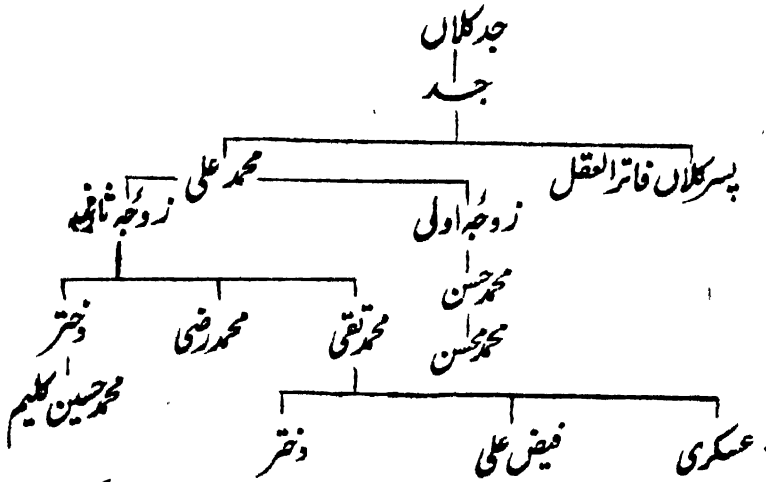 جد کلاں
جد
پسر کلاں فاتر العقل
محمد علی
زوجۂ اولی
زوجۂ ثانیہ
محمد حسن
محمد محسن
محمد تقی
محمد رضی
دختر
محمد حسین کلیم
عسکری
فیض علی
دختر